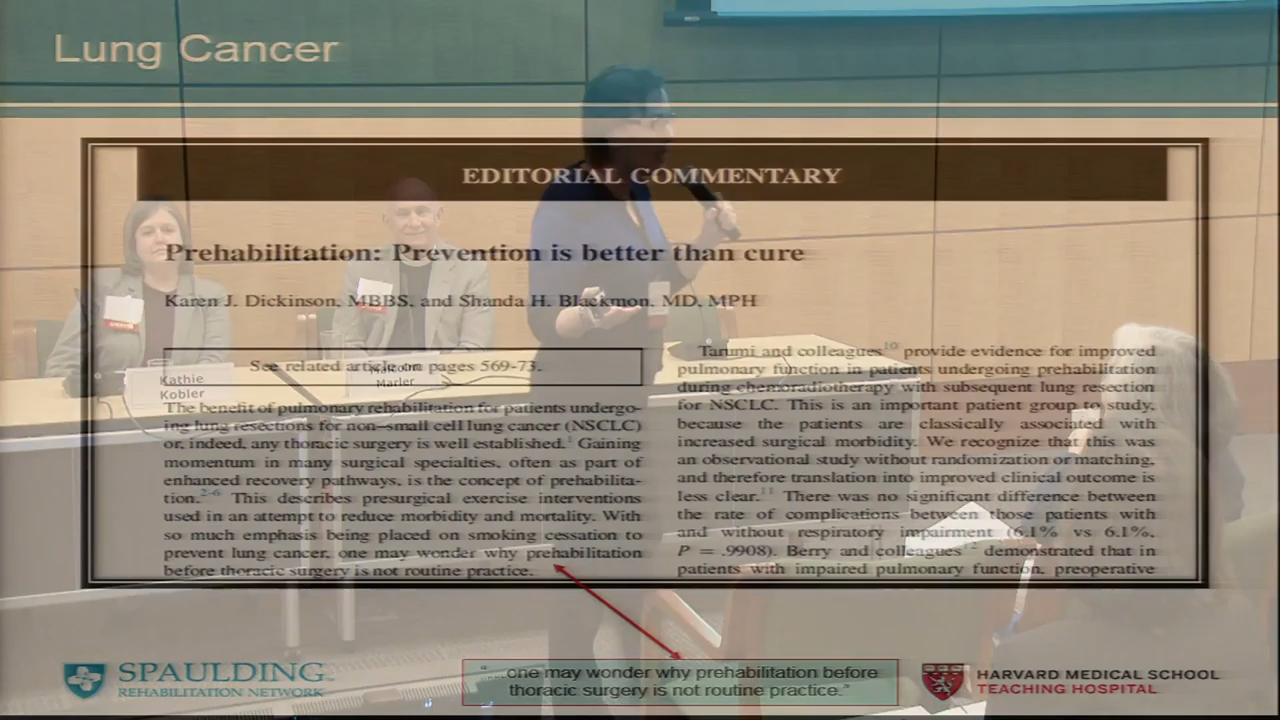 Lung Cancer
EDITORIAL COMMENTARY
Prehabilitation: Prevention is better than cure
Karen J. Dickinson, MBBS, and Shanda H. Blackmon, MD, MPH
See related article on pages 569-73.
The benefit of pulmonary rehabilitation for patients undergo-
ing lung resections for non–small cell lung cancer (NSCLC)
or, indeed, any thoracic surgery is well established.1 Gaining
momentum in many surgical specialties, often as part of
enhanced recovery pathways, is the concept of prehabilita-
tion.2-6 This describes presurgical exercise interventions
used in an attempt to reduce morbidity and mortality. With
so much emphasis being placed on smoking cessation to
prevent lung cancer, one may wonder why prehabilitation
before thoracic surgery is not routine practice.
Tarumi and colleagues10 provide evidence for improved
pulmonary function in patients undergoing prehabilitation
during chemoradiotherapy with subsequent lung resection
for NSCLC. This is an important patient group to study,
because the patients are classically associated with
increased surgical morbidity. We recognize that this was
an observational study without randomization or matching,
and therefore translation into improved clinical outcome is
less clear.11 There was no significant difference between
the rate of complications between those patients with
and without respiratory impairment (6.1% vs 6.1%,
P = .9908). Berry and colleagues12 demonstrated that in
patients with impaired pulmonary function, preoperative
Kathie
Kobler
Marler
"....one may wonder why prehabilitation before
thoracic surgery is not routine practice."
SPAULDING
REHABILITATION NETWORK
HARVARD MEDICAL SCHOOL
TEACHING HOSPITAL